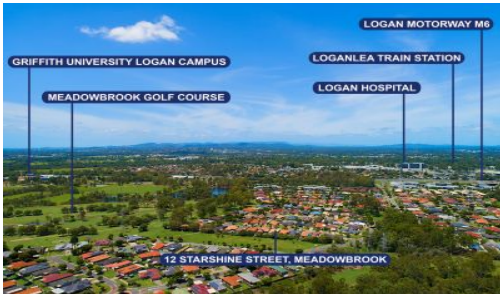 LOGAN MOTORWAY M6
GRIFFITH UNIVERSITY LOGAN CAMPUS
LOGANLEA TRAIN STATION
LOGAN HOSPITAL
MEADOWBROOK GOLF COURSE
12 STARSHINE STREET, MEADOWBROOK